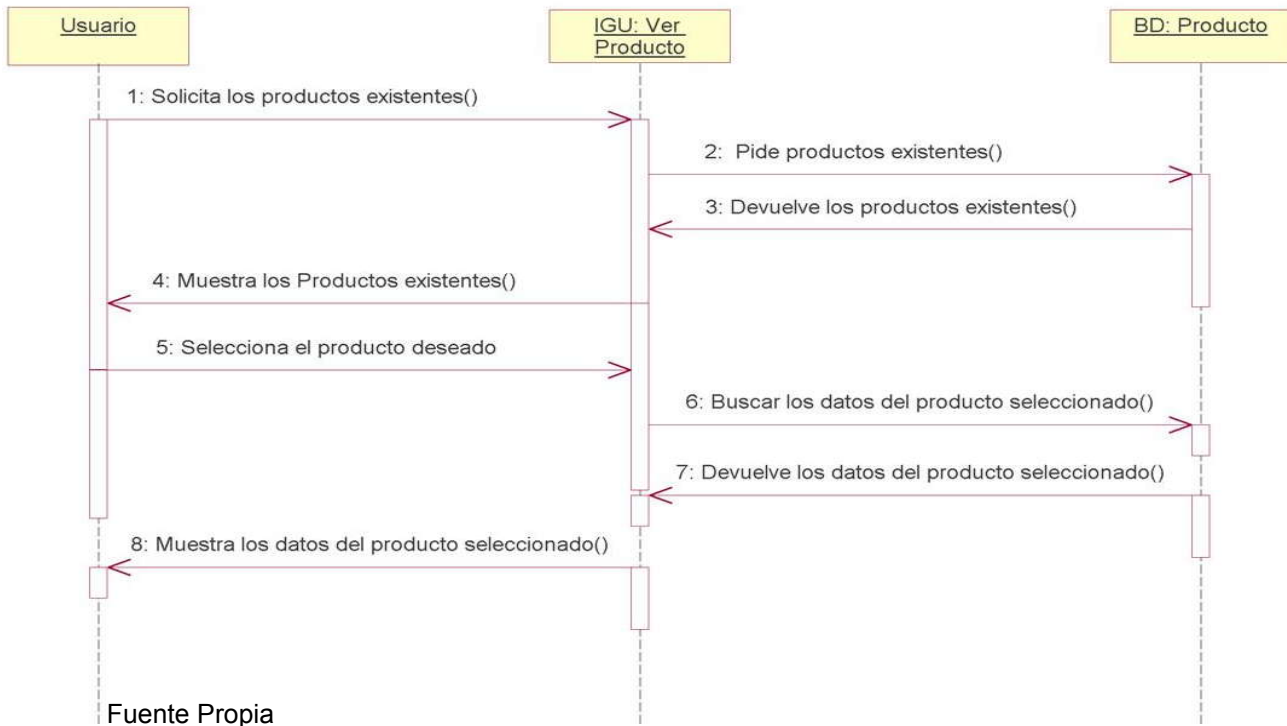 Usuario
IGU: Ver
Producto
BD: Producto
1: Solicita los productos existentes()
2: Pide productos existentes()
3: Devuelve los productos existentes()
4: Muestra los Productos existentes()
5: Selecciona el producto deseado
6: Buscar los datos del producto seleccionado()
7: Devuelve los datos del producto seleccionado()
8: Muestra los datos del producto seleccionado()
Fuente Propia